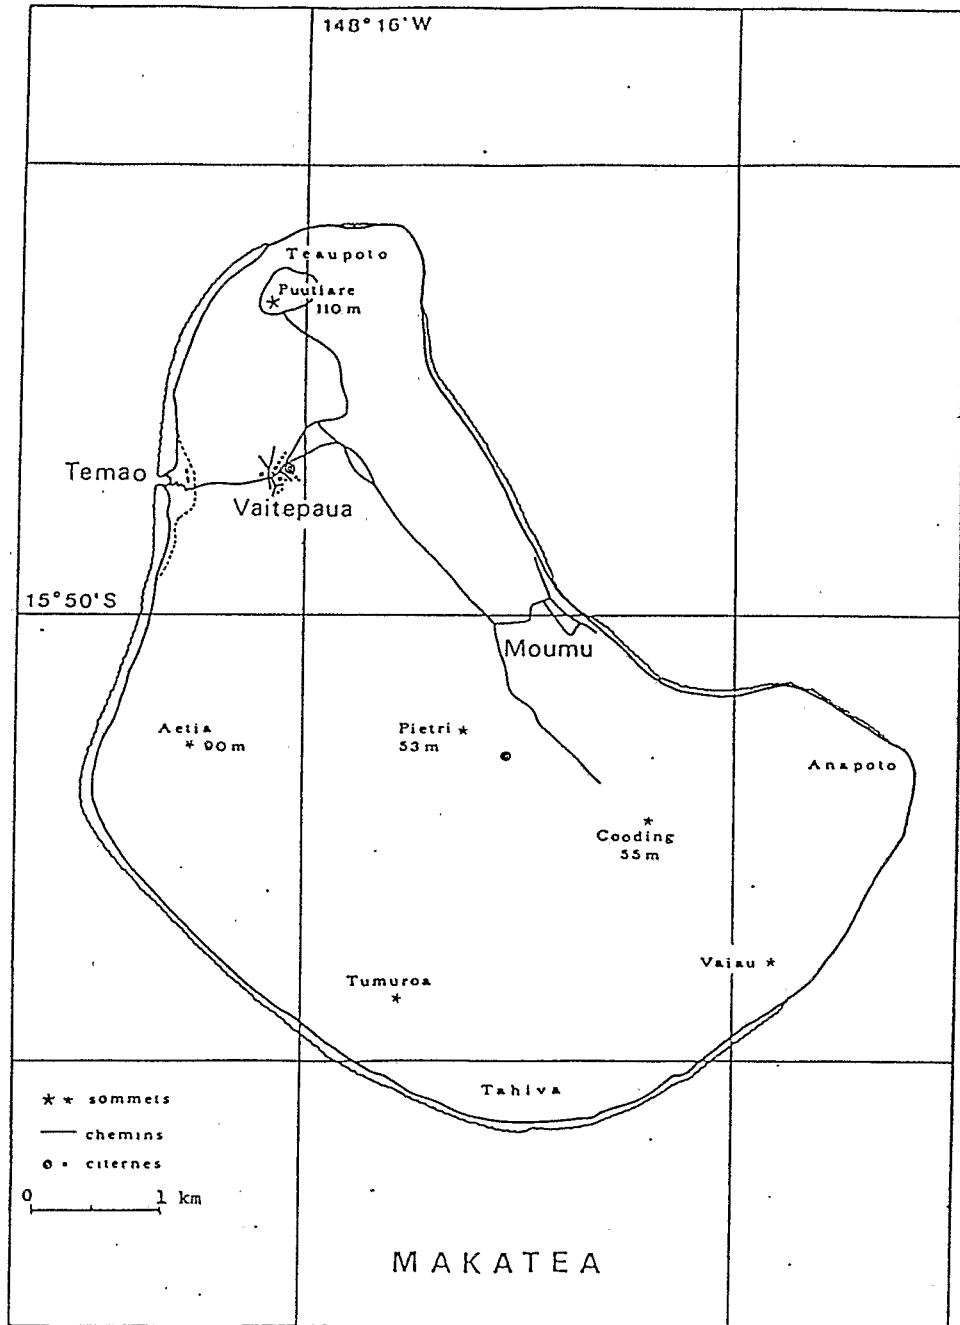 148°16'W
Teaupoto
Puutiare
110 m
Temao
Vaitepaua
15°50'S
Moumu
Aetia
90 m
Pietri
53 m
Anapoto
Cooding
55 m
Vaiau
Tumuroa
Tahiva
sommets
chemins
citernes
0 1 km
MAKATEA